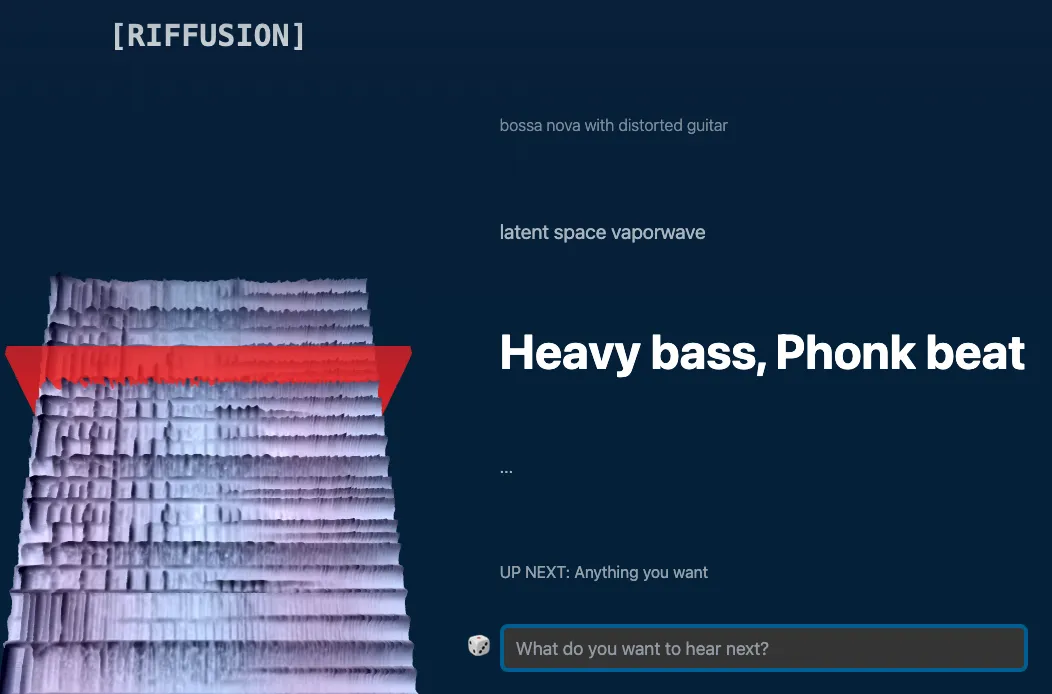 [RIFFUSION]
bossa nova with distorted guitar
latent space vaporwave
Heavy bass, Phonk beat
...
UP NEXT: Anything you want
What do you want to hear next?